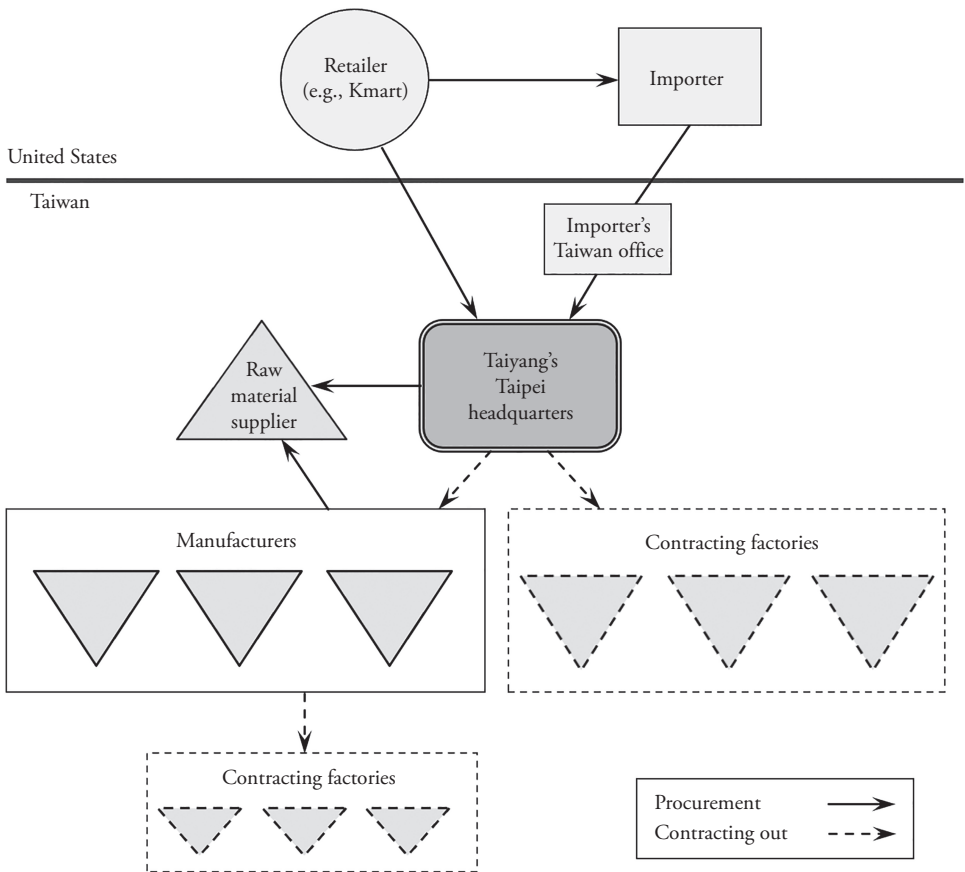 Retailer
(e.g., Kmart)
Importer
United States
Taiwan
Importer’s
Taiwan office
Taiyang’s
Taipei
headquarters
Raw
material
supplier
Manufacturers
Contracting factories
Contracting factories
Procurement
Contracting out